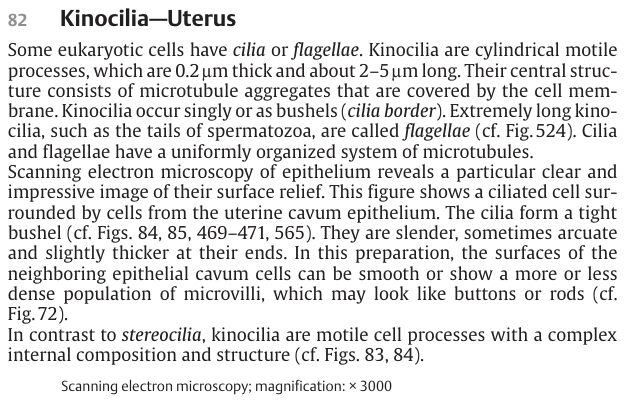 82 Kinocilia—Uterus
Some eukaryotic cells have cilia or flagellae. Kinocilia are cylindrical motile
processes, which are 0.2 µm thick and about 2–5 µm long. Their central struc-
ture consists of microtubule aggregates that are covered by the cell mem-
brane. Kinocilia occur singly or as bushels (cilia border). Extremely long kino-
cilia, such as the tails of spermatozoa, are called flagellae (cf. Fig. 524). Cilia
and flagellae have a uniformly organized system of microtubules.
Scanning electron microscopy of epithelium reveals a particular clear and
impressive image of their surface relief. This figure shows a ciliated cell sur-
rounded by cells from the uterine cavum epithelium. The cilia form a tight
bushel (cf. Figs. 84, 85, 469–471, 565). They are slender, sometimes arcuate
and slightly thicker at their ends. In this preparation, the surfaces of the
neighboring epithelial cavum cells can be smooth or show a more or less
dense population of microvilli, which may look like buttons or rods (cf.
Fig. 72).
In contrast to stereocilia, kinocilia are motile cell processes with a complex
internal composition and structure (cf. Figs. 83, 84).
Scanning electron microscopy; magnification: × 3000